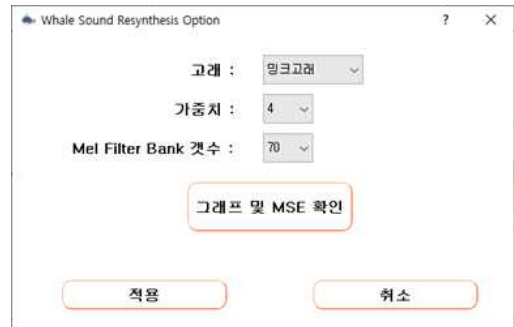 Whale Sound Resynthesis Option ? ×
고래 : 밍크고래
가중치 : 4
Mel Filter Bank 갯수 : 70
그래프 및 MSE 확인
적용 취소